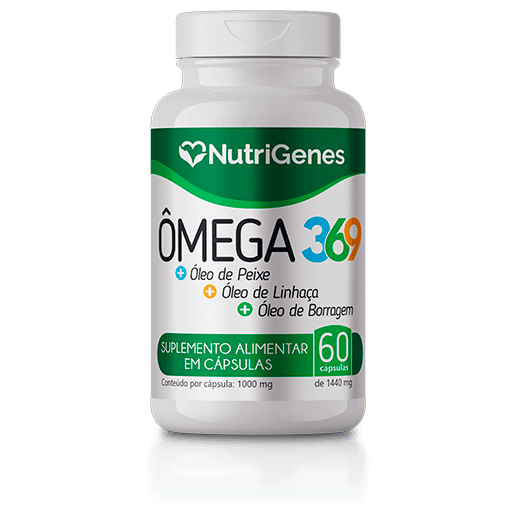 NutriGenes
ÔMEGA 369
+ Óleo de Peixe
+ Óleo de Linhaça
+ Óleo de Borragem
SUPLEMENTO ALIMENTAR
EM CÁPSULAS
60
cápsulas
Conteúdo por cápsula: 1000 mg
de 1440 mg